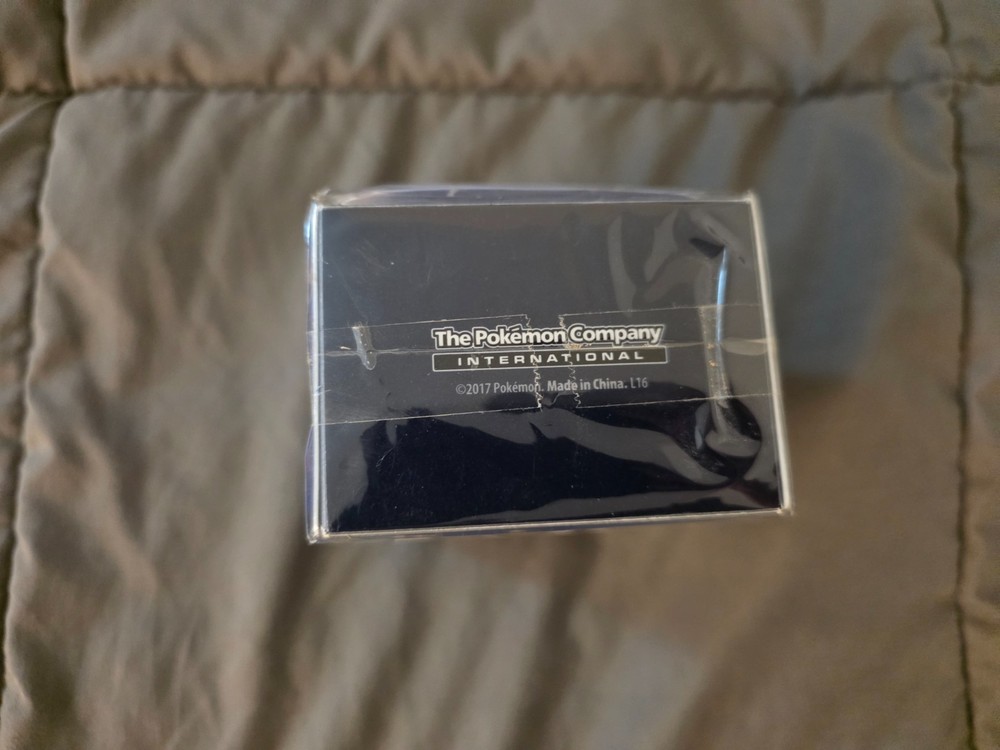 The Pokémon Company
INTERNATIONAL
©2017 Pokémon. Made in China. L16